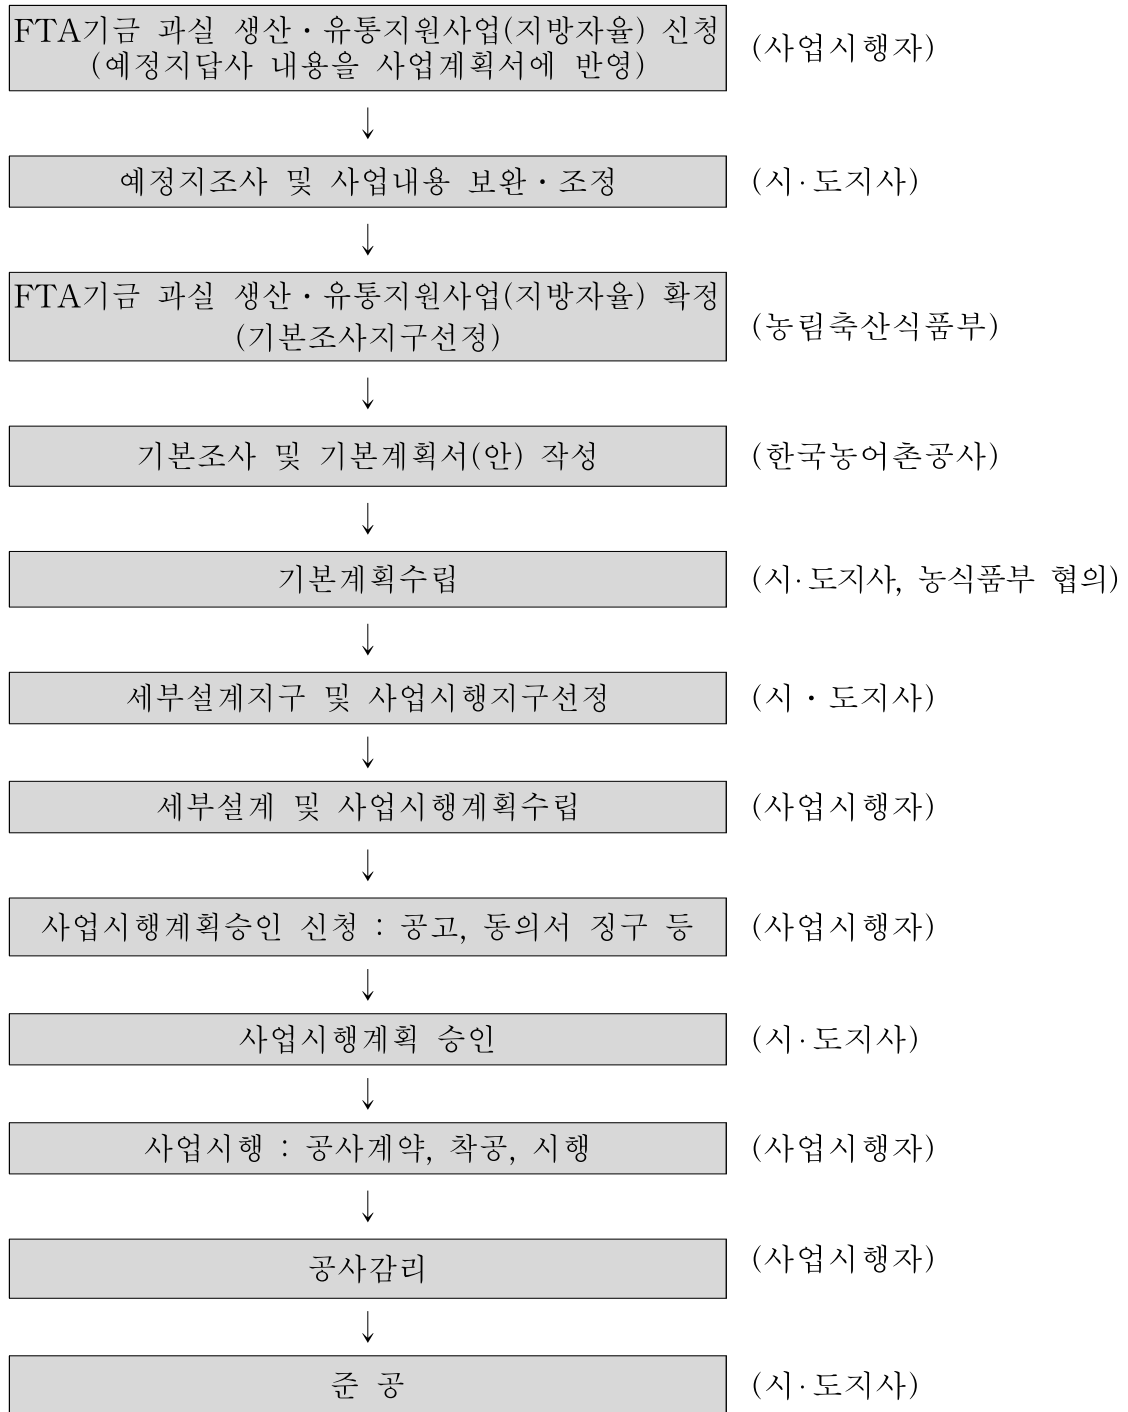 FTA기금 과실 생산・유통지원사업(지방자율) 신청
(예정지답사 내용을 사업계획서에 반영)
(사업시행자)
↓
예정지조사 및 사업내용 보완・조정
(시·도지사)
↓
FTA기금 과실 생산・유통지원사업(지방자율) 확정
(기본조사지구선정)
(농림축산식품부)
↓
기본조사 및 기본계획서(안) 작성
(한국농어촌공사)
↓
기본계획수립
(시·도지사, 농식품부 협의)
↓
세부설계지구 및 사업시행지구선정
(시・도지사)
↓
세부설계 및 사업시행계획수립
(사업시행자)
↓
사업시행계획승인 신청 : 공고, 동의서 징구 등
(사업시행자)
↓
사업시행계획 승인
(시·도지사)
↓
사업시행 : 공사계약, 착공, 시행
(사업시행자)
↓
공사감리
(사업시행자)
↓
준 공
(시·도지사)